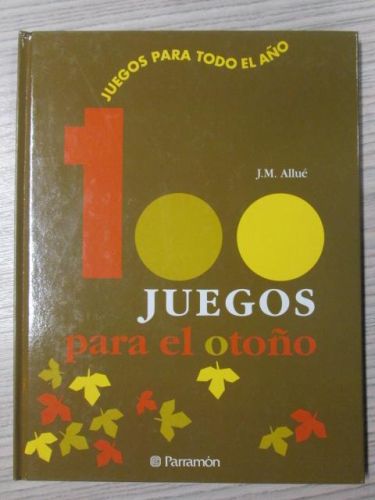 JUEGOS PARA TODO EL AÑO
100
J.M. Allué
JUEGOS
para el otoño
Parramón